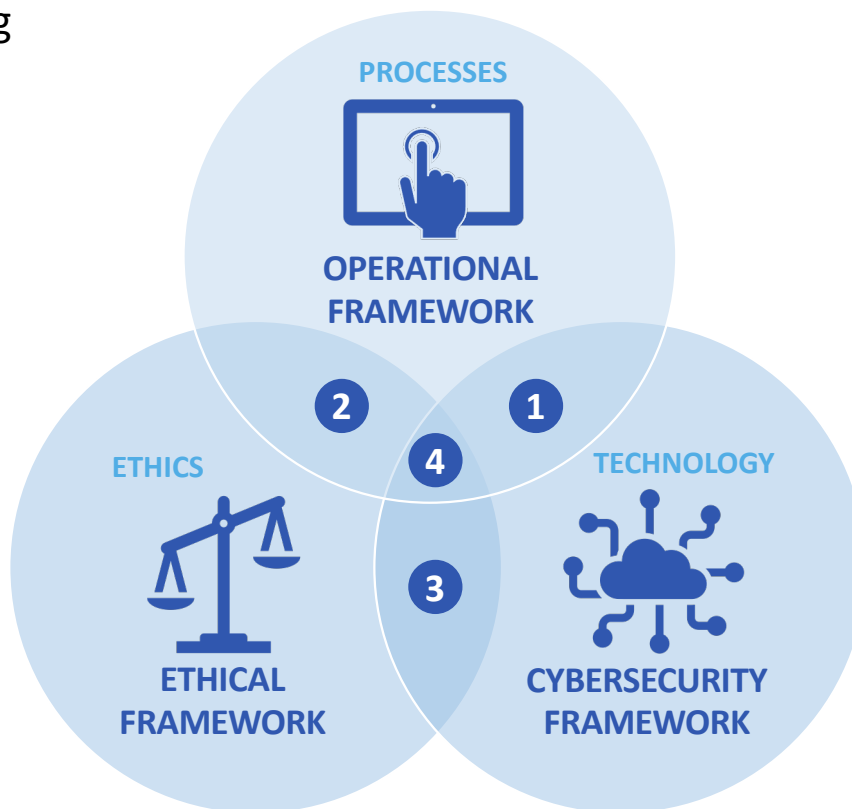 g
PROCESSES
OPERATIONAL
FRAMEWORK
2
1
4
ETHICS
TECHNOLOGY
3
ETHICAL
FRAMEWORK
CYBERSECURITY
FRAMEWORK